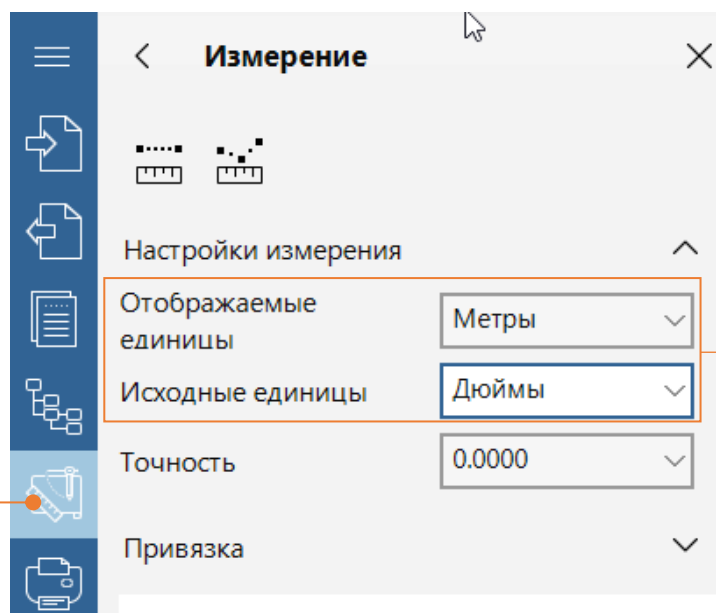 Измерение
Настройки измерения
Отображаемые
единицы
Метры
Исходные единицы
Дюймы
Точность
0.0000
Привязка